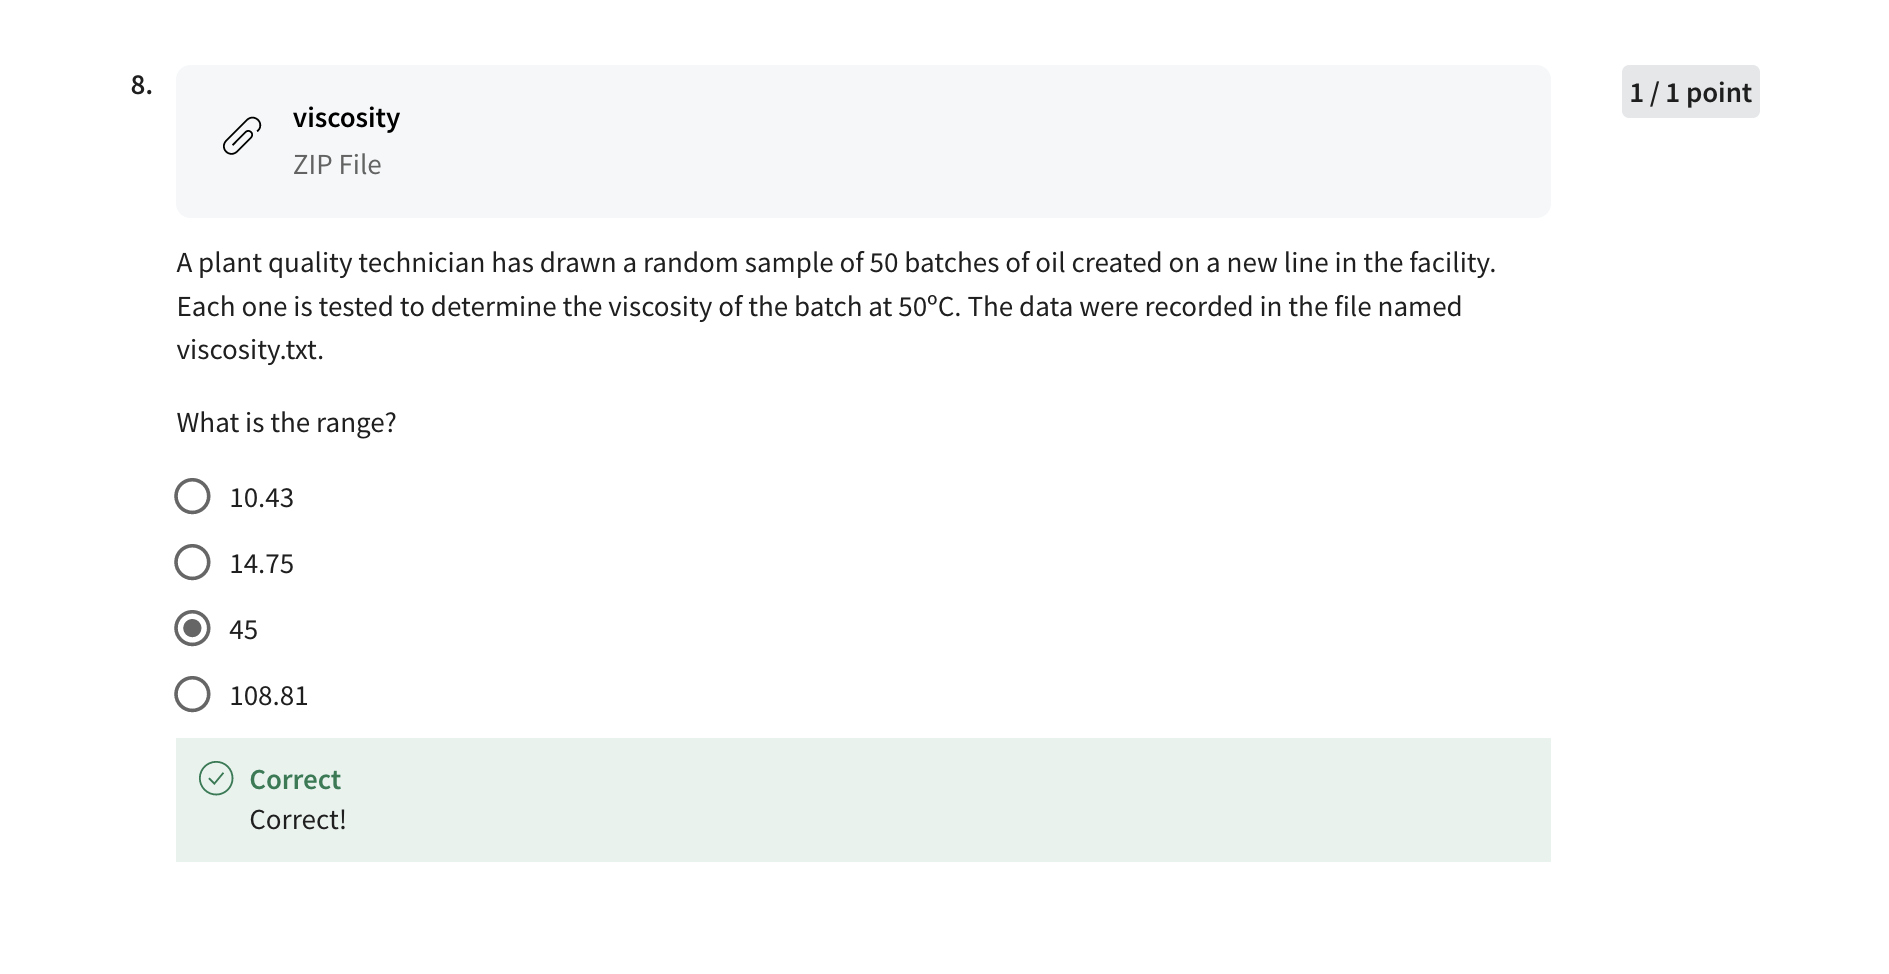 8.
viscosity
ZIP File
1 / 1 point
A plant quality technician has drawn a random sample of 50 batches of oil created on a new line in the facility.
Each one is tested to determine the viscosity of the batch at 50ºC. The data were recorded in the file named
viscosity.txt.
What is the range?
10.43
14.75
45
108.81
Correct
Correct!